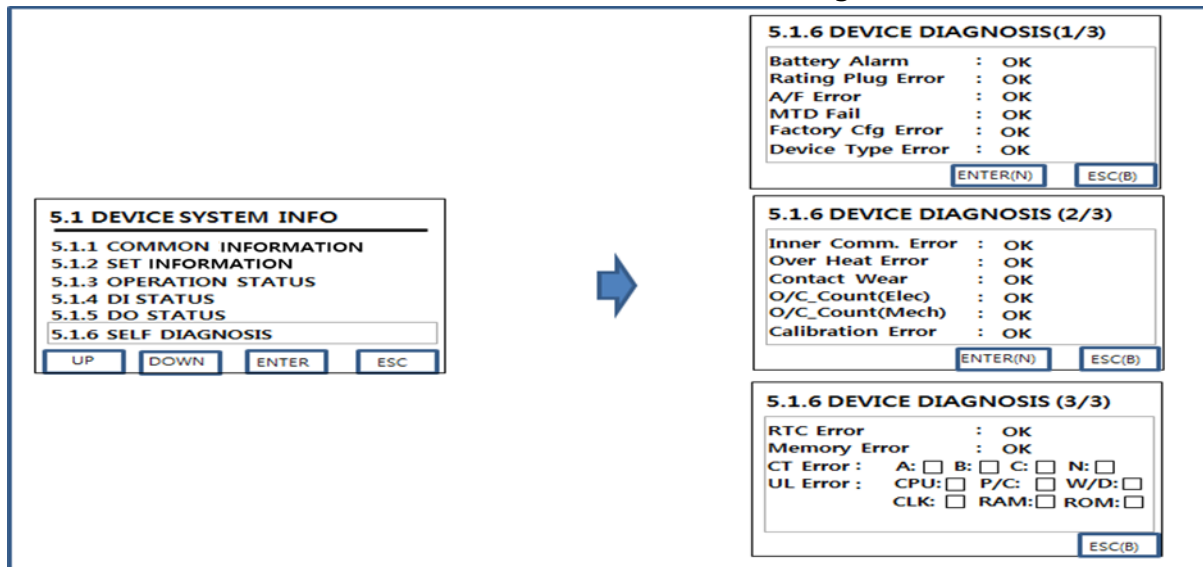 5.1 DEVICE SYSTEM INFO
5.1.1 COMMON INFORMATION
5.1.2 SET INFORMATION
5.1.3 OPERATION STATUS
5.1.4 DI STATUS
5.1.5 DO STATUS
5.1.6 SELF DIAGNOSIS
UP DOWN ENTER ESC
5.1.6 DEVICE DIAGNOSIS(1/3)
Battery Alarm : OK
Rating Plug Error : OK
A/F Error : OK
MTD Fail : OK
Factory Cfg Error : OK
Device Type Error : OK
ENTER(N) ESC(B)
5.1.6 DEVICE DIAGNOSIS (2/3)
Inner Comm. Error : OK
Over Heat Error : OK
Contact Wear : OK
O/C_Count(Elec) : OK
O/C_Count(Mech) : OK
Calibration Error : OK
ENTER(N) ESC(B)
5.1.6 DEVICE DIAGNOSIS (3/3)
RTC Error : OK
Memory Error : OK
CT Error : A: □ B: □ C: □ N: □
UL Error : CPU: □ P/C: □ W/D: □
CLK: □ RAM: □ ROM: □
ESC(B)